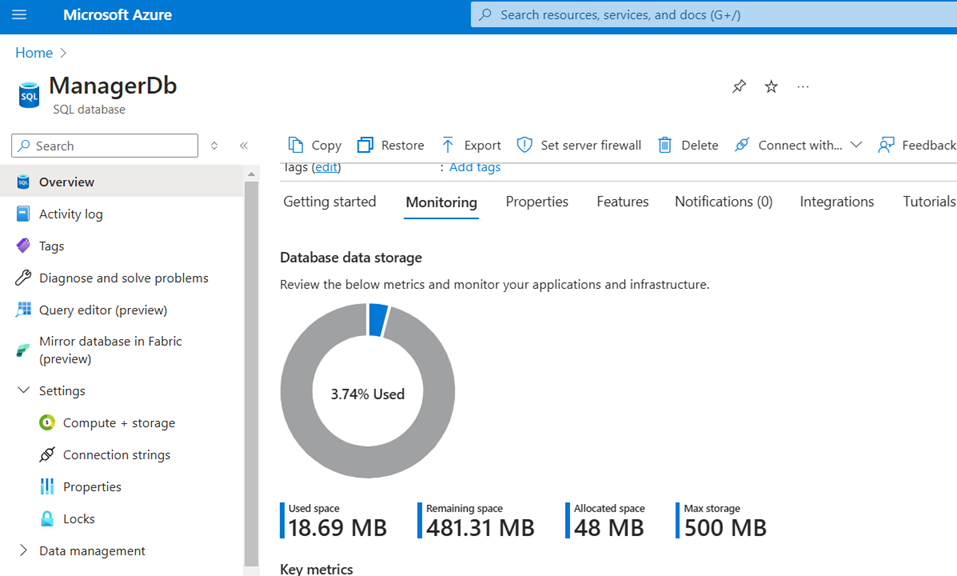 Microsoft Azure
Search resources, services, and docs (G+/)
Home
ManagerDb
SQL
SQL database
Search
Copy
Restore
Export
Set server firewall
Delete
Connect with...
Feedback
Tags (edit)
: Add tags
Overview
Activity log
Tags
Diagnose and solve problems
Query editor (preview)
Mirror database in Fabric
(preview)
Settings
Compute + storage
Connection strings
Properties
Locks
Data management
Getting started
Monitoring
Properties
Features
Notifications (0)
Integrations
Tutorials
Database data storage
Review the below metrics and monitor your applications and infrastructure.
3.74% Used
Used space
18.69 MB
Remaining space
481.31 MB
Allocated space
48 MB
Max storage
500 MB
Key metrics